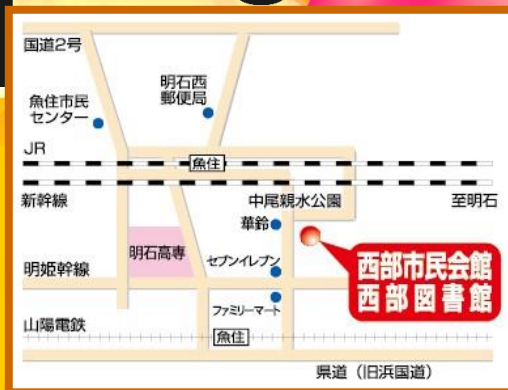 国道2号
明石西
郵便局
魚住市民
センター
JR
魚住
新幹線
中尾親水公園
至明石
華鈴
明石高専
セブンイレブン
西部市民会館
西部図書館
明姫幹線
ファミリーマート
山陽電鉄
魚住
県道（旧浜国道）